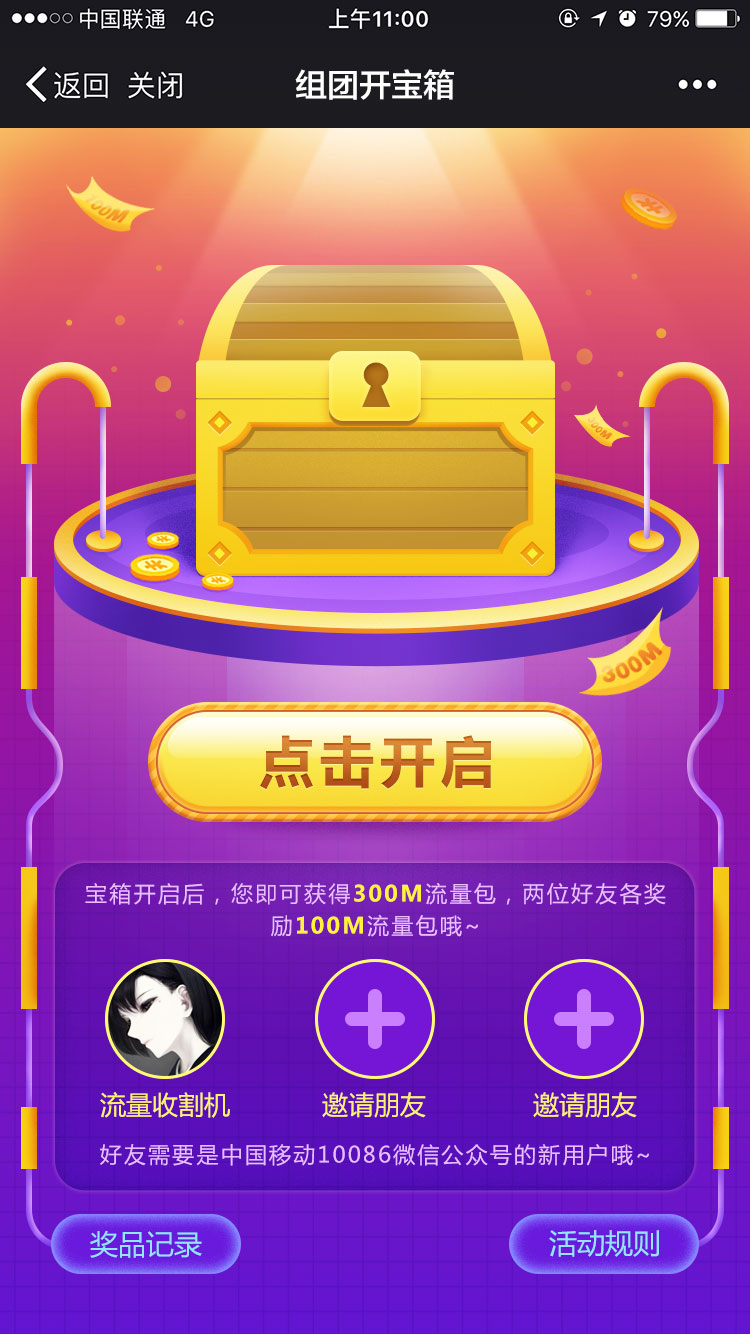 中国联通 4G 上午11:00 79%
返回 关闭 组团开宝箱
100M
300M
点击开启
宝箱开启后，您即可获得300M流量包，两位好友各奖
励100M流量包哦~
流量收割机 邀请朋友 邀请朋友
好友需要是中国移动10086微信公众号的新用户哦~
奖品记录 活动规则